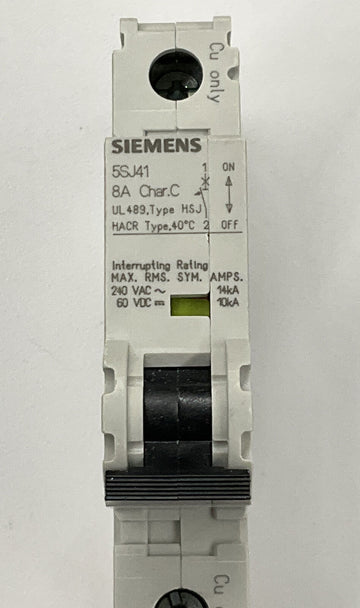 Cu only
SIEMENS
5SJ41 1 ON
8A Char.C
UL489,Type HSJ
HACR Type,40°C 2 OFF
Interrupting Rating
MAX. RMS. SYM. AMPS.
240 VAC ~ 14kA
60 VDC ⎓ 10kA
Cu